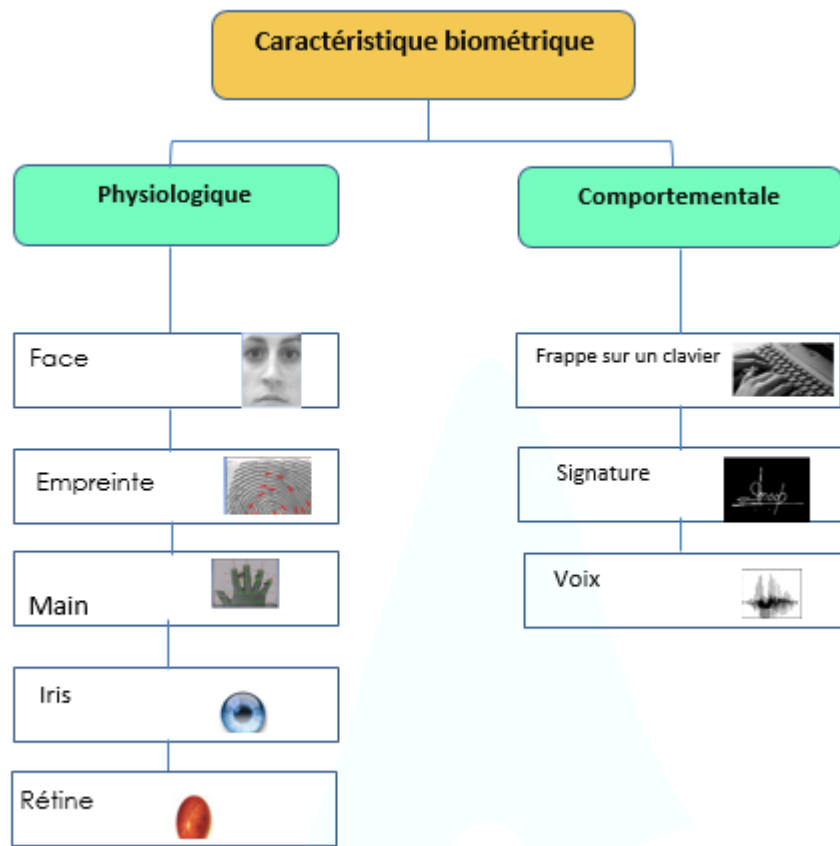 Caractéristique biométrique
Physiologique
Comportementale
Face
Empreinte
Main
Iris
Rétine
Frappe sur un clavier
Signature
Voix